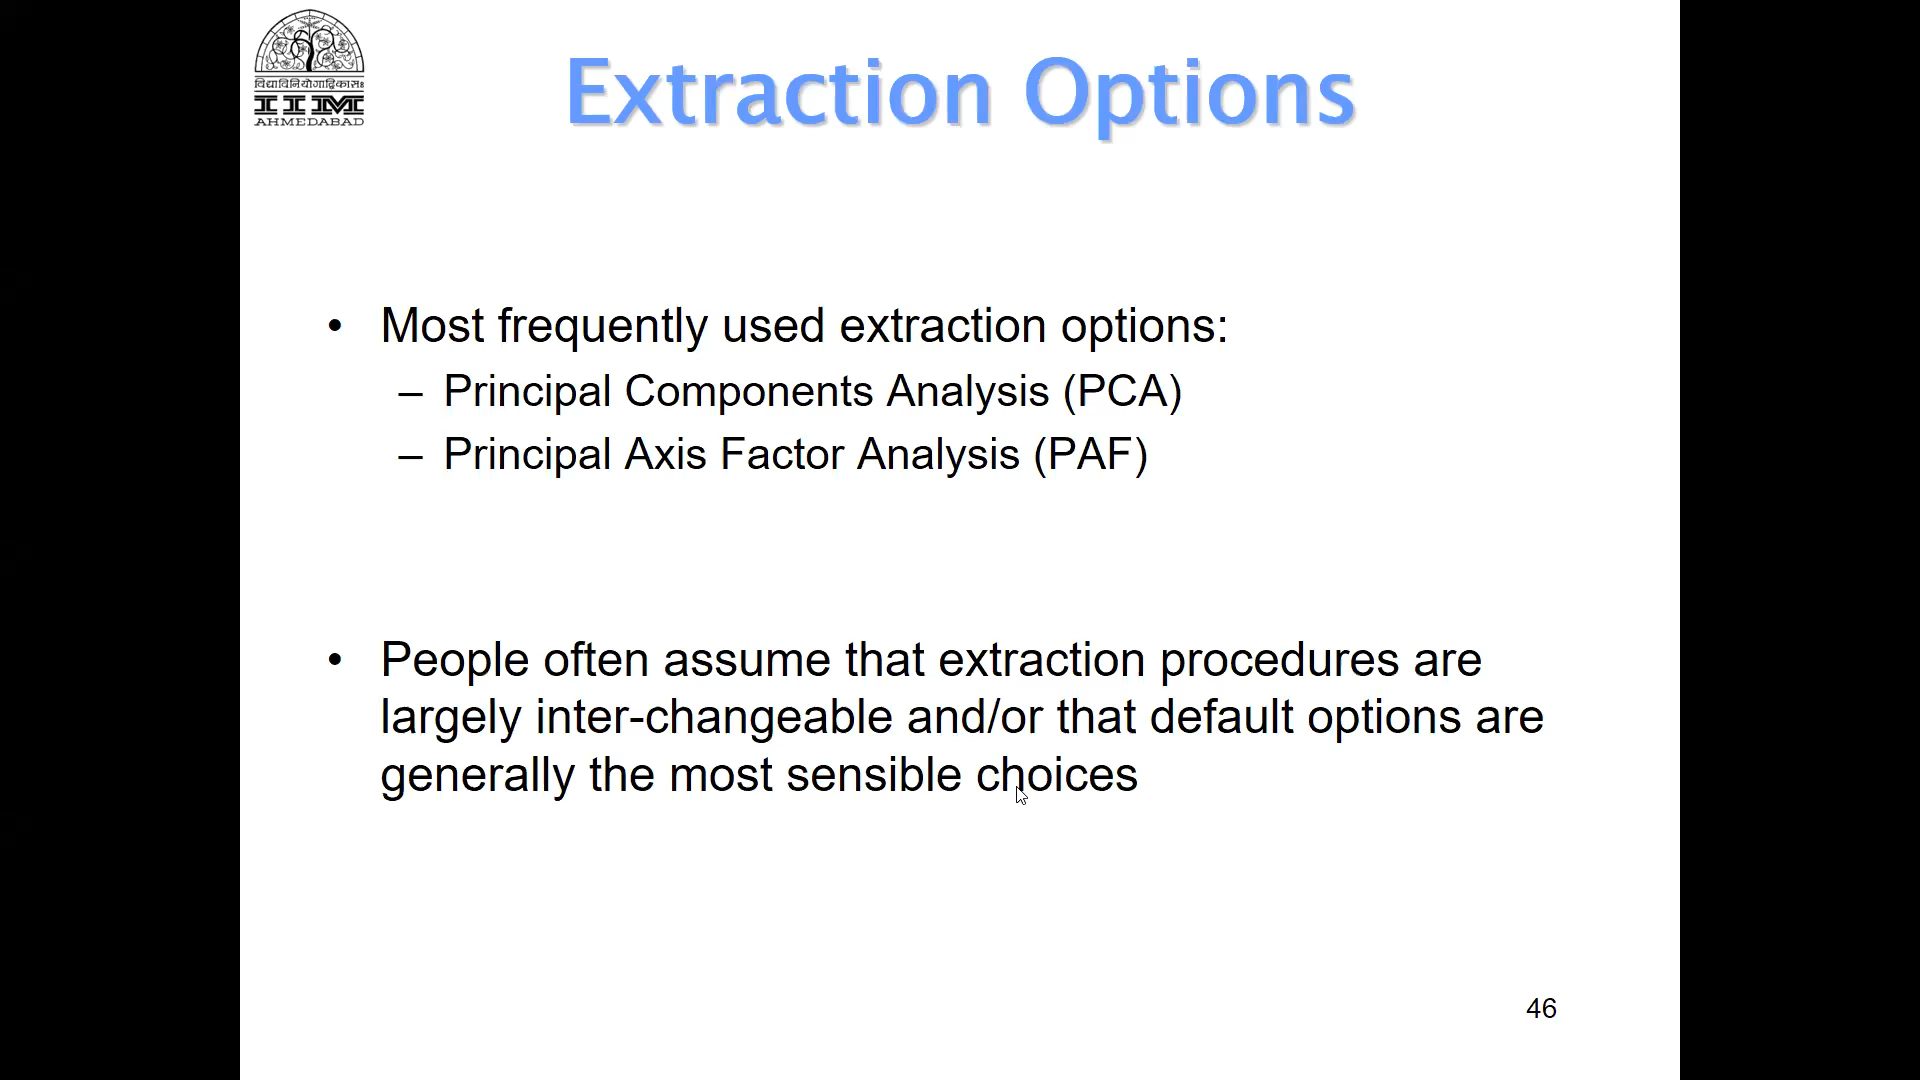 विद्याविनियोगाद्विकासः
IIM
AHMEDABAD
Extraction Options
• Most frequently used extraction options:
– Principal Components Analysis (PCA)
– Principal Axis Factor Analysis (PAF)
• People often assume that extraction procedures are
largely inter-changeable and/or that default options are
generally the most sensible choices
46